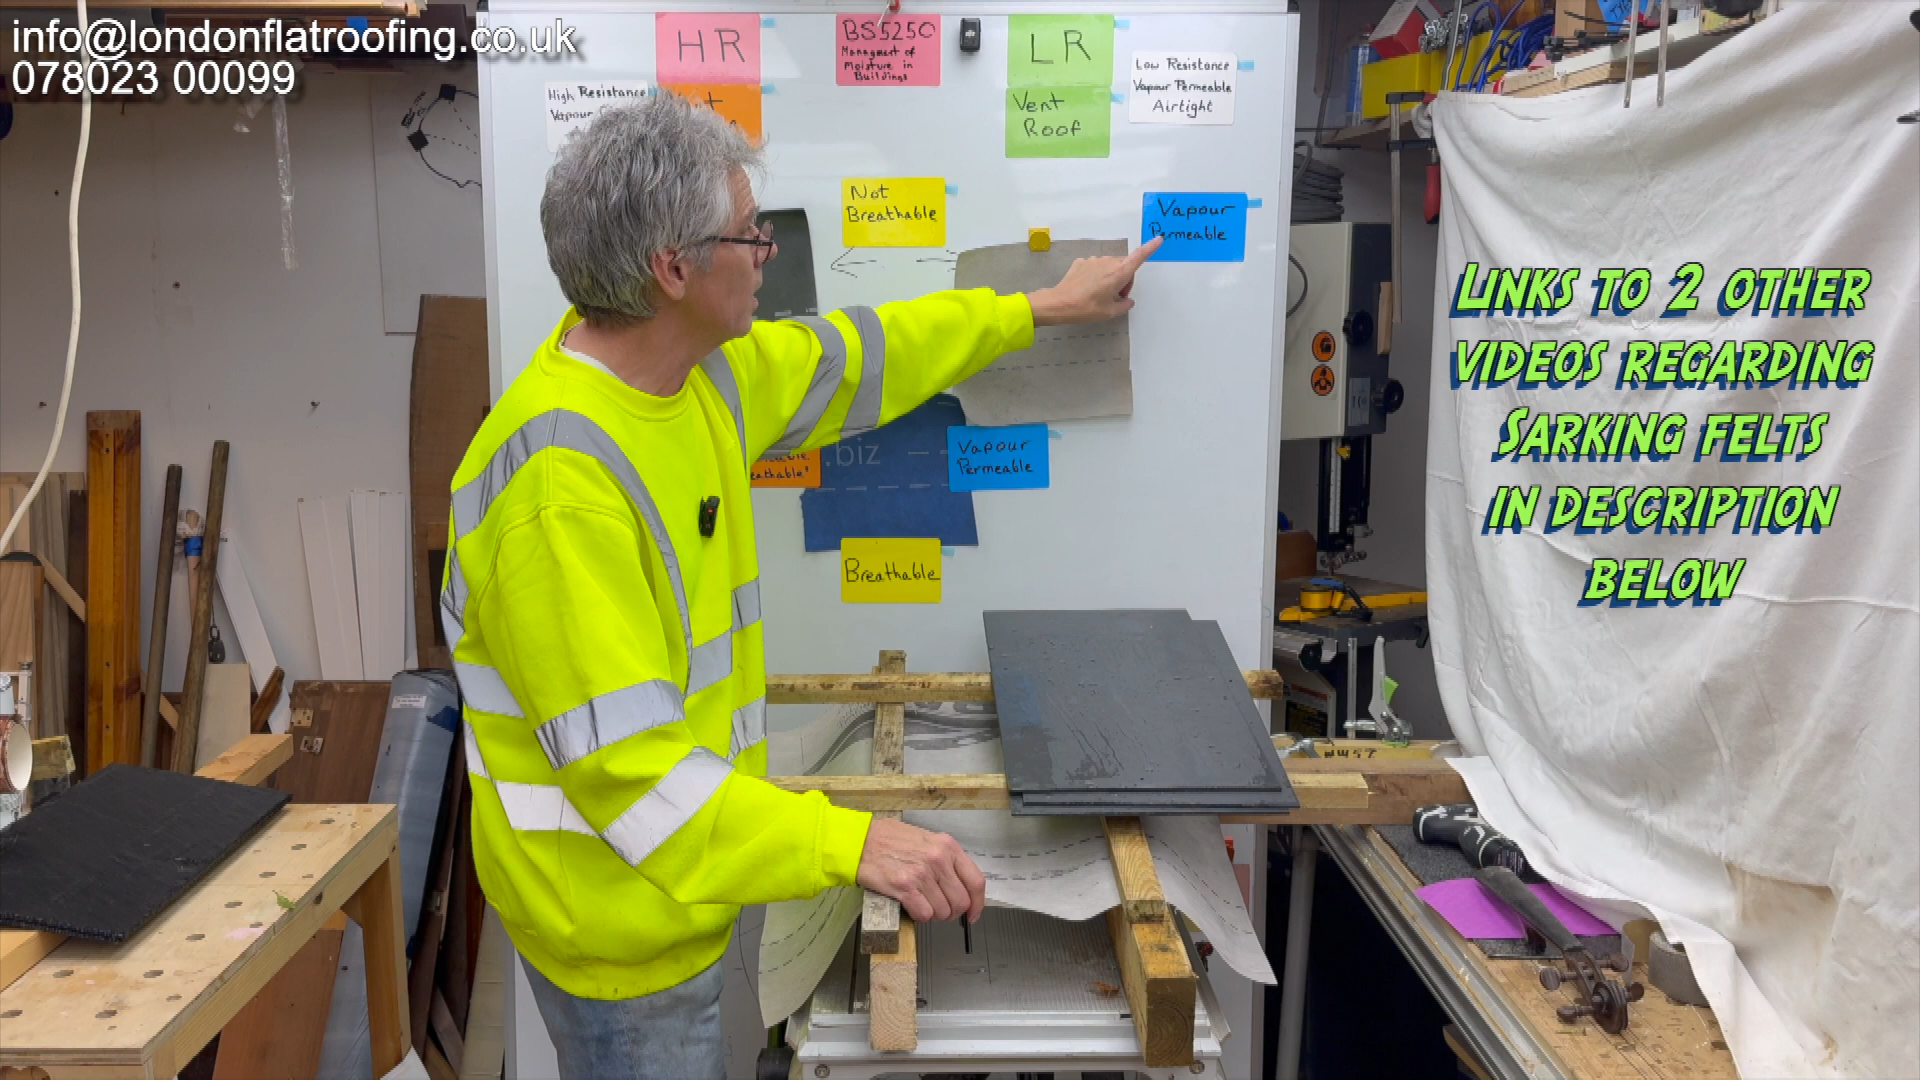 info@londonflatroofing.co.uk
078023 00099
HR
BS5250
Managment of
Moisture in
Buildings
LR
High Resistance
Vapour
Low Resistance
Vapour Permeable
Airtight
Vent
Roof
Not
Breathable
Vapour
Permeable
.biz
Vapour
Permeable
Breathable
LINKS TO 2 OTHER
VIDEOS REGARDING
SARKING FELTS
IN DESCRIPTION
BELOW